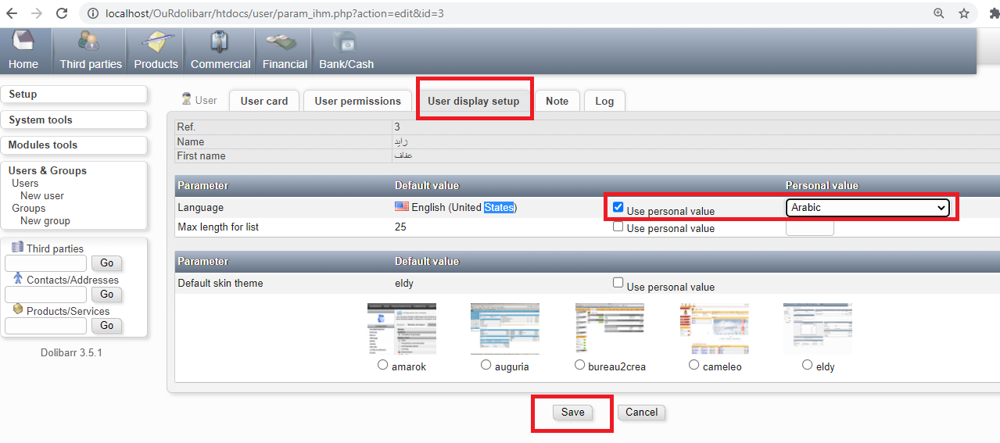 localhost/OuRdolibarr/htdocs/user/param_ihm.php?action=edit&id=3
Home Third parties Products Commercial Financial Bank/Cash
Setup
System tools
Modules tools
Users & Groups
Users
New user
Groups
New group
Third parties
Go
Contacts/Addresses
Go
Products/Services
Go
Dolibarr 3.5.1
User User card User permissions User display setup Note Log
Ref. 3
Name زايد
First name عفاف
Parameter Default value Personal value
Language English (United States) Use personal value Arabic
Max length for list 25 Use personal value
Parameter Default value
Default skin theme eldy Use personal value
amarok auguria bureau2crea cameleo eldy
Save Cancel